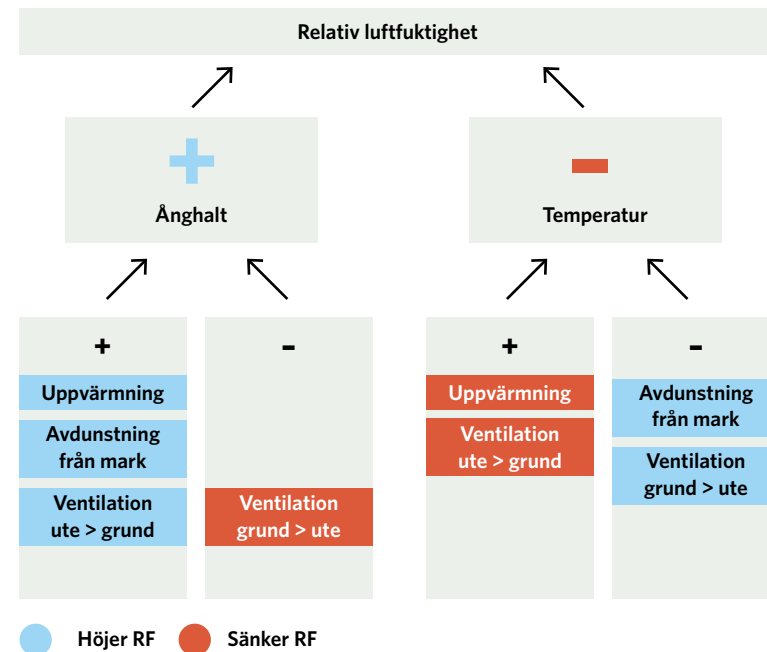 Relativ luftfuktighet
+
Ånghalt
-
Temperatur
+
Uppvärmning
Avdunstning
från mark
Ventilation
ute > grund
-
Ventilation
grund > ute
+
Uppvärmning
Ventilation
ute > grund
-
Avdunstning
från mark
Ventilation
grund > ute
Höjer RF
Sänker RF